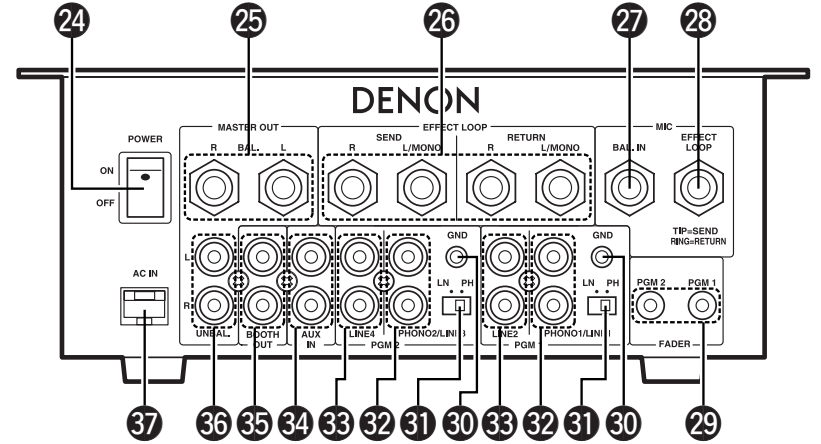 24 25 26 27 28
DENON
POWER
MASTER OUT
EFFECT LOOP
MIC
SEND
RETURN
EFFECT
LOOP
R BAL. L
R L/MONO
R L/MONO
BAL. IN
ON
OFF
TIP=SEND
RING=RETURN
GND
GND
L
LN PH
LN PH
PGM 2 PGM 1
AC IN
R
UNBAL.
BOOTH
OUT
AUX
IN
LINE4
PHONO2/LINE3
PGM 2
LINE2
PHONO1/LINE1
PGM 1
FADER
37 36 35 34 33 32 31 30 33 32 31 30 29